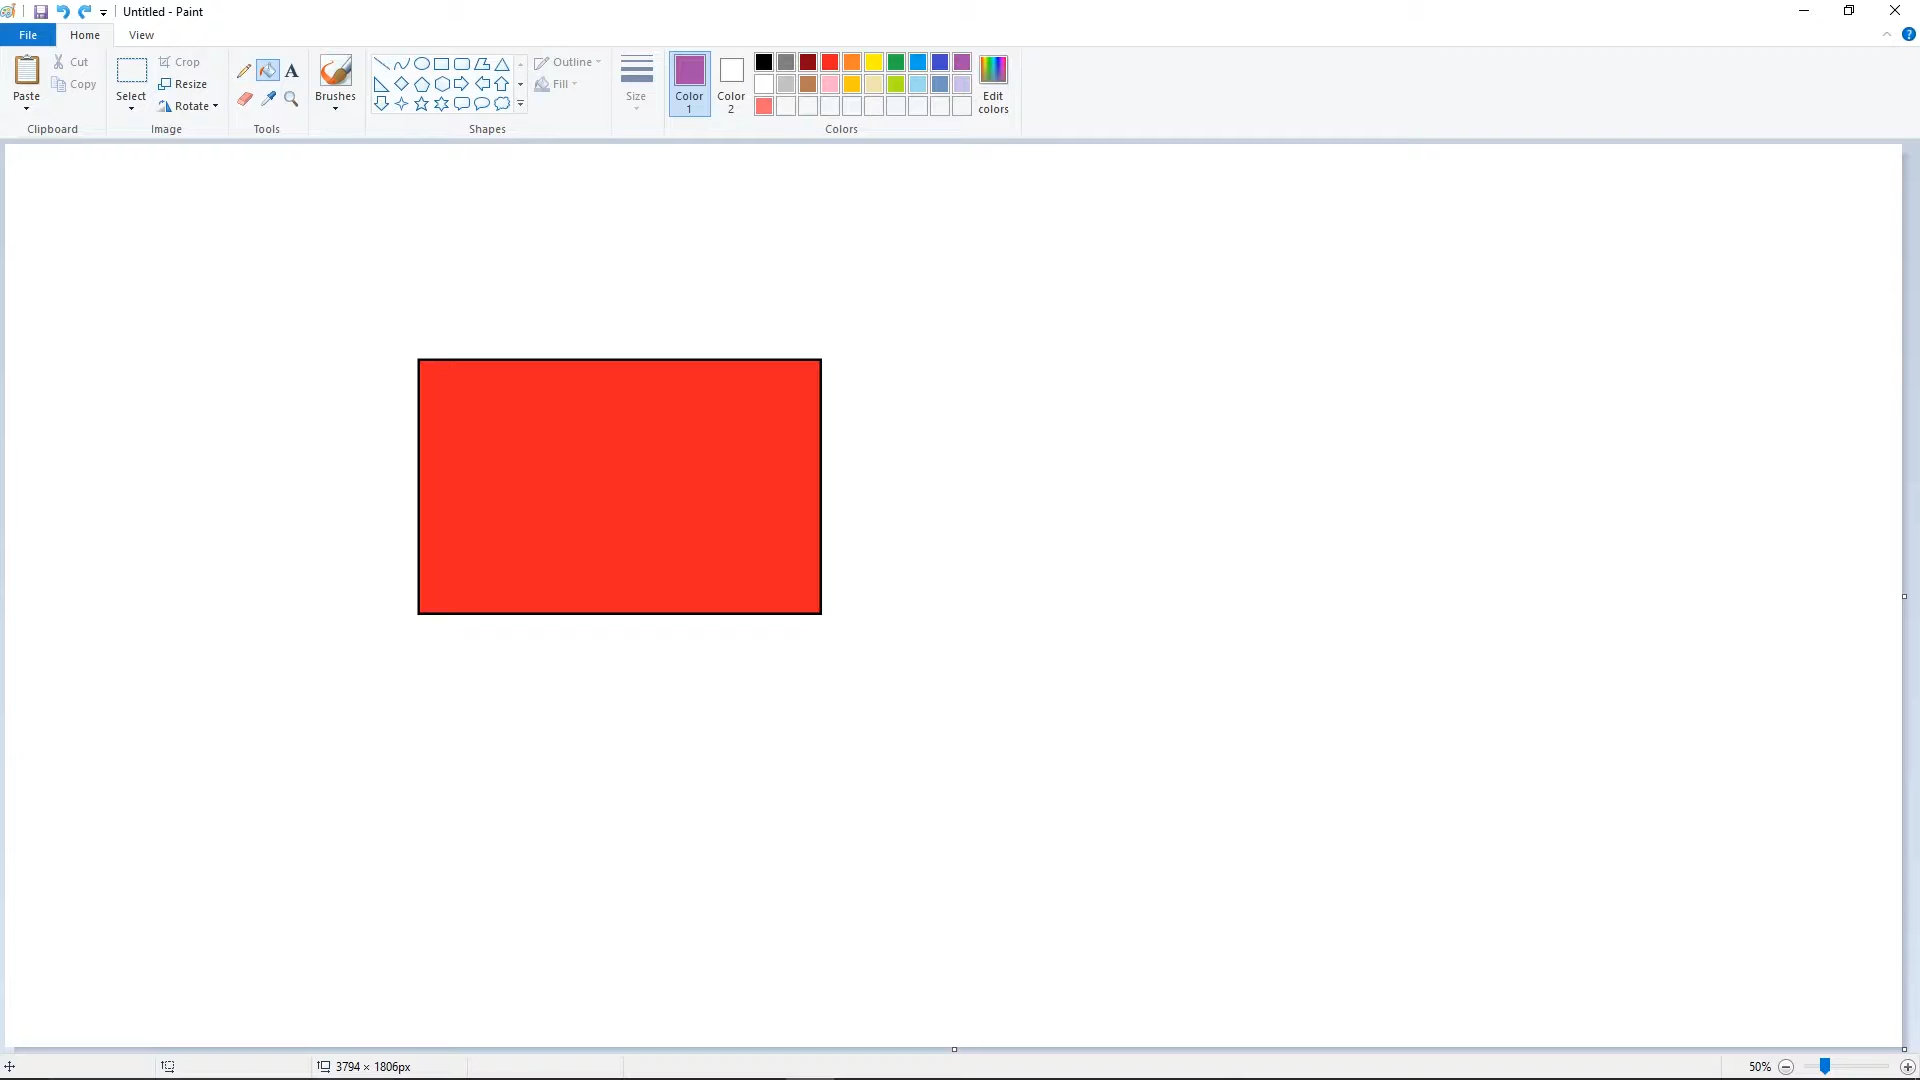 Untitled - Paint
File Home View
Paste
Cut
Copy
Clipboard
Select
Crop
Resize
Rotate
Image
A
Tools
Brushes
Shapes
Outline
Fill
Size
Color 1
Color 2
Edit colors
Colors
3794 × 1806px
50%